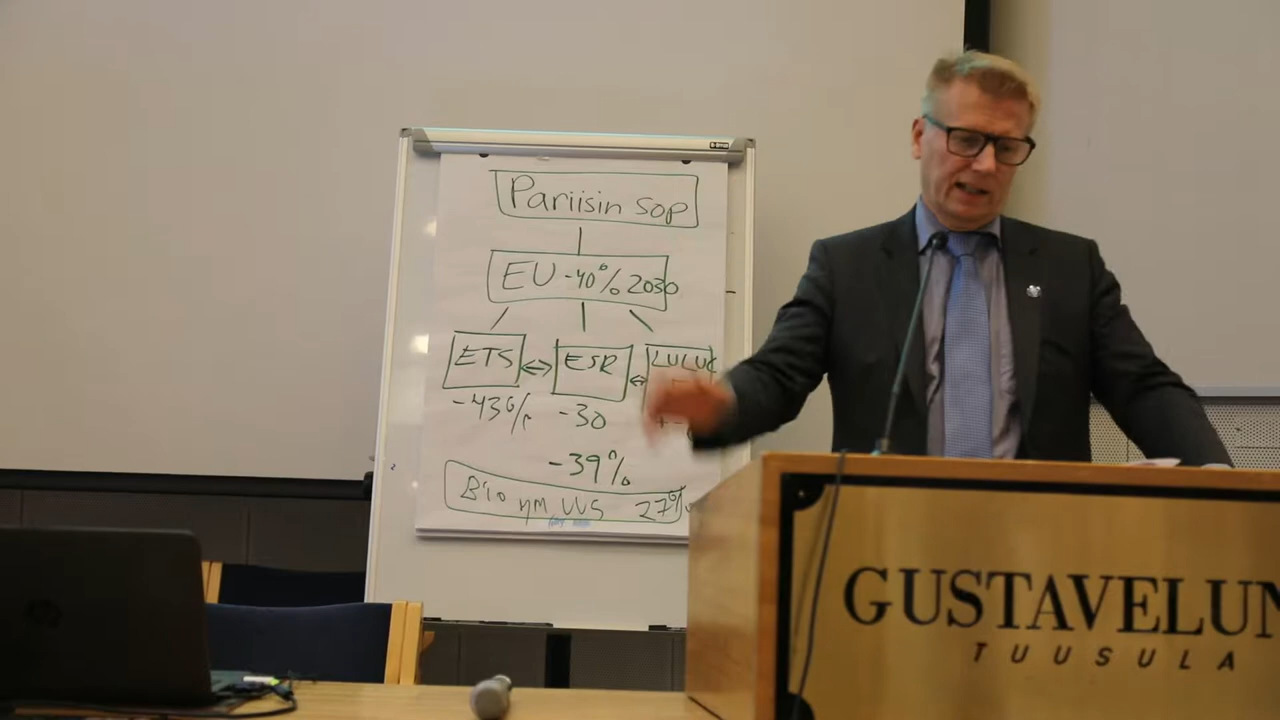 Pariisin sop
EU -40% 2030
ETS ↔ ESR ↔ LULUC
-43% -30
-39%
Bio ym. UUS 27%
GUSTAVELUN
TUUSULA